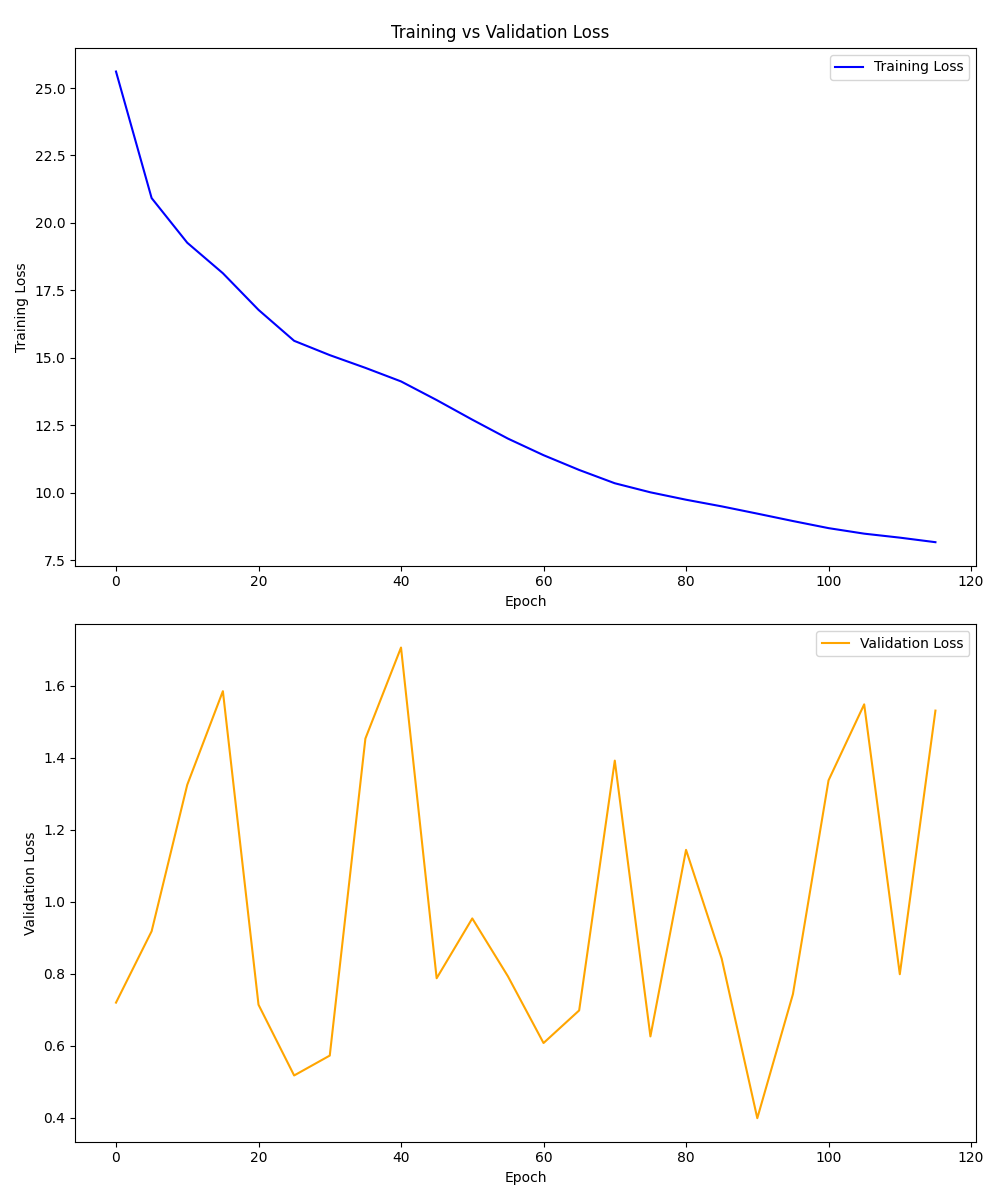 Training vs Validation Loss
Training Loss
25.0
22.5
20.0
17.5
15.0
12.5
10.0
7.5
Training Loss
0 20 40 60 80 100 120
Epoch
Validation Loss
1.6
1.4
1.2
1.0
0.8
0.6
0.4
Validation Loss
0 20 40 60 80 100 120
Epoch